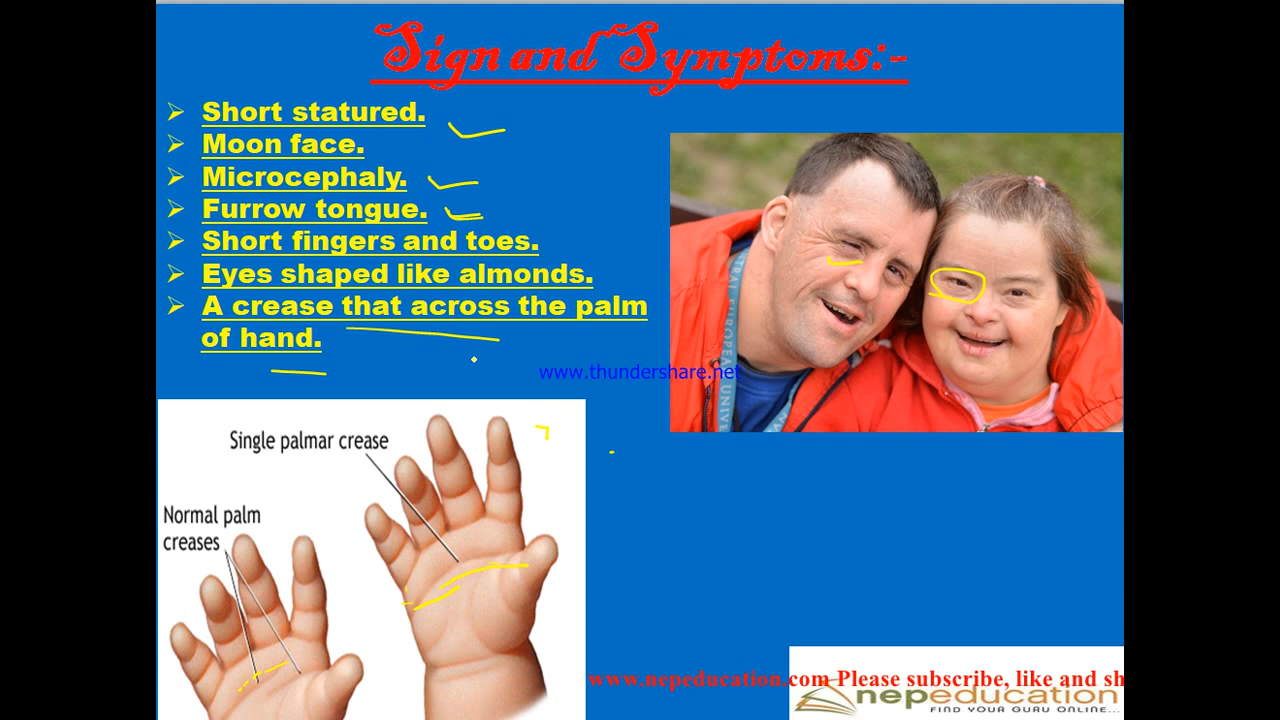 Sign and Symptoms:-
Short statured.
Moon face.
Microcephaly.
Furrow tongue.
Short fingers and toes.
Eyes shaped like almonds.
A crease that across the palm
of hand.
www.thundershare.net
Single palmar crease
Normal palm
creases
www.nepeducation.com Please subscribe, like and sh
nepeducation
FIND YOUR GURU ONLINE...